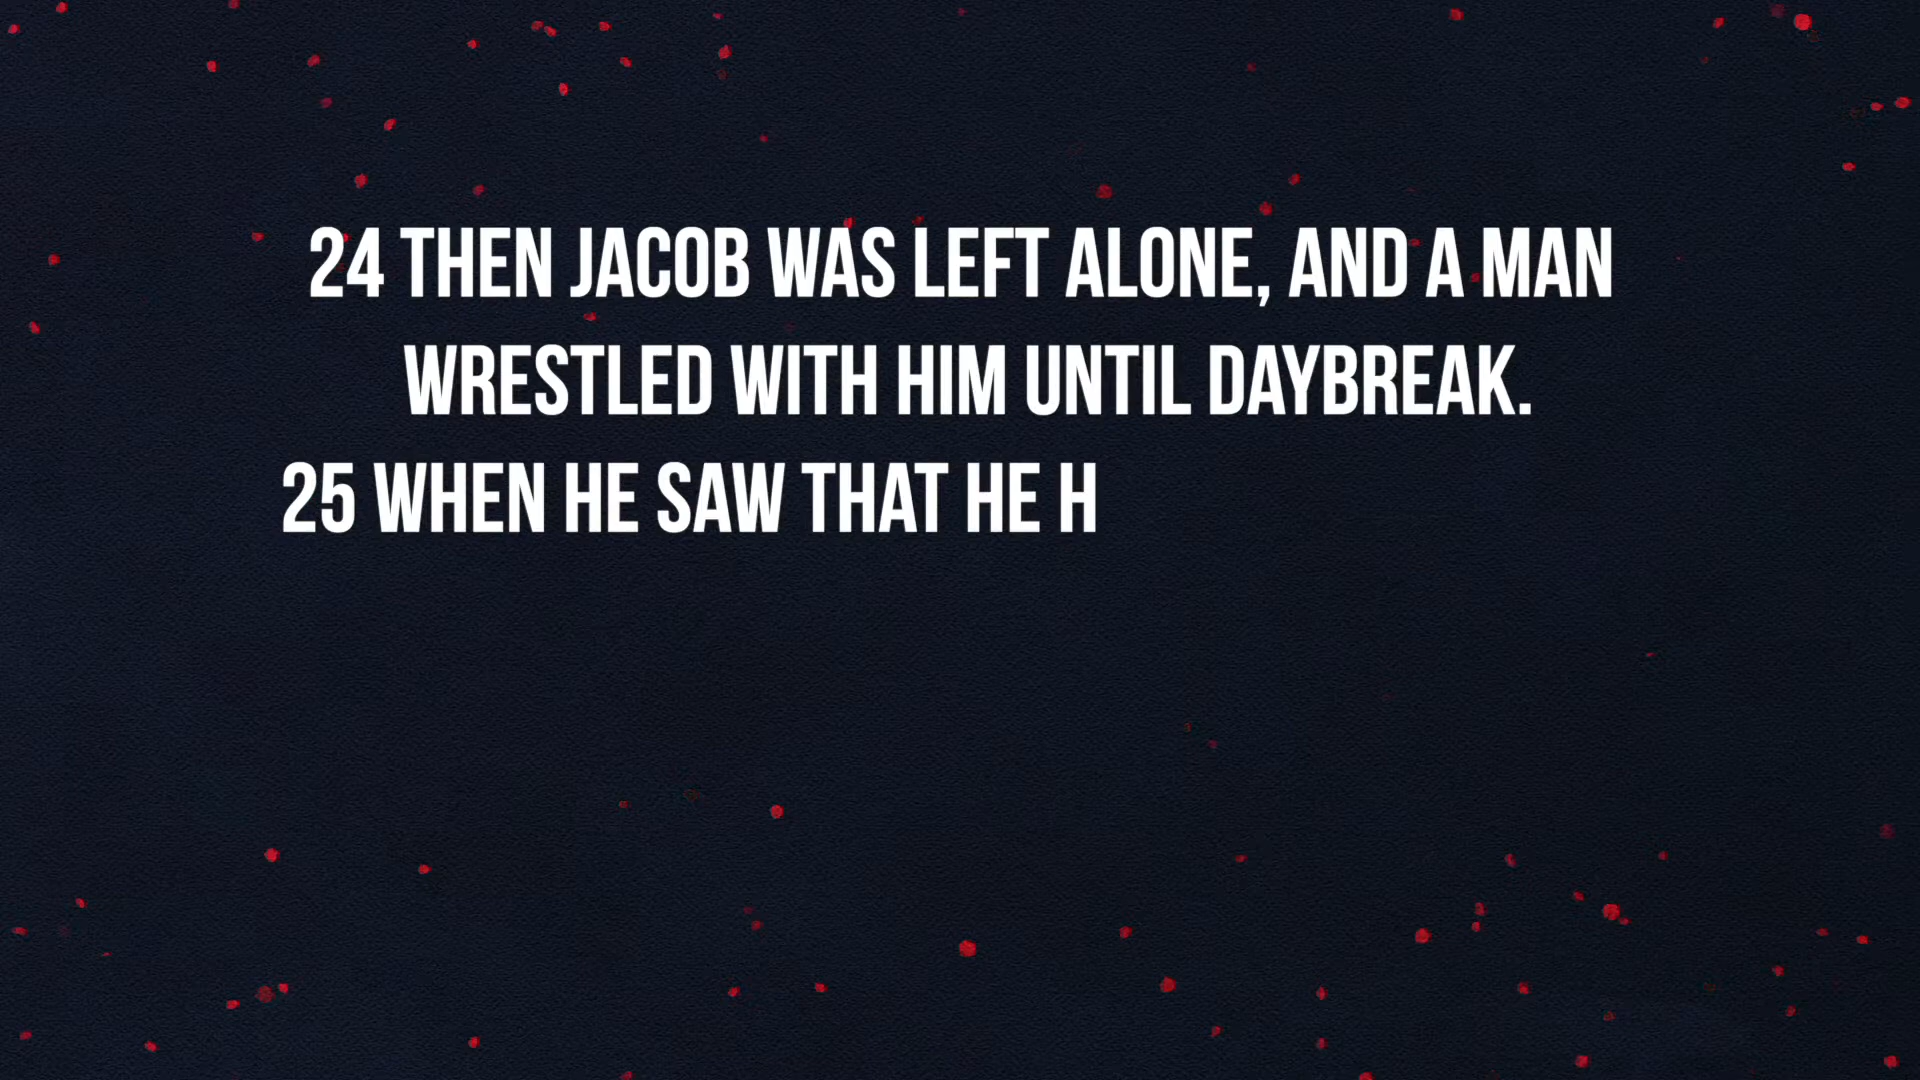 24 THEN JACOB WAS LEFT ALONE, AND A MAN
WRESTLED WITH HIM UNTIL DAYBREAK.
25 WHEN HE SAW THAT HE H